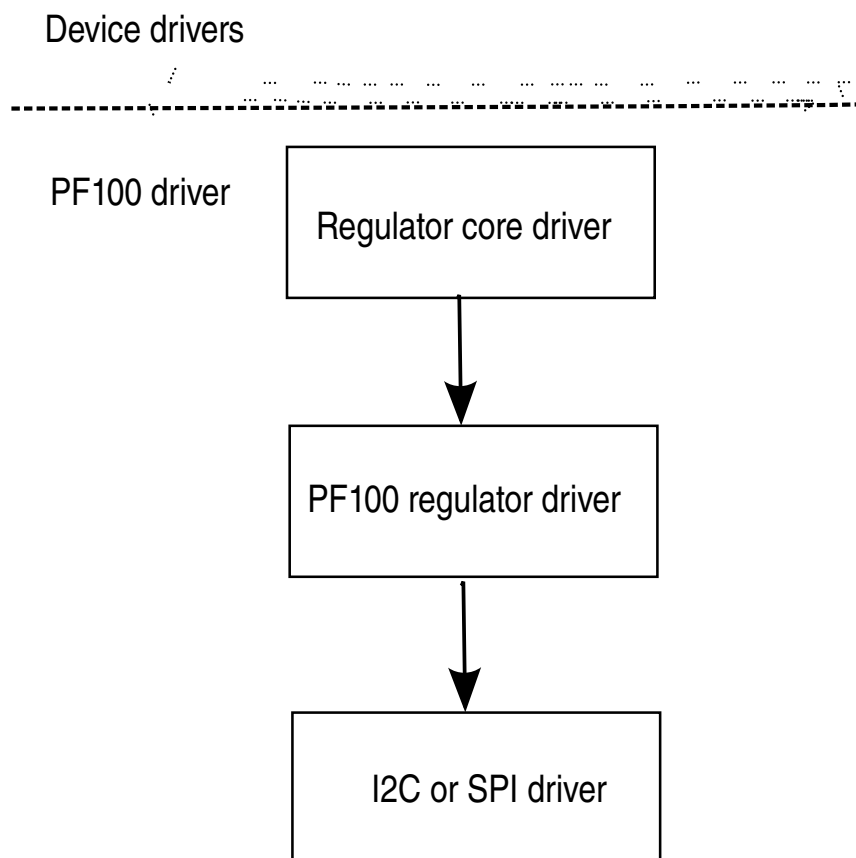 Device drivers
PF100 driver
Regulator core driver
PF100 regulator driver
I2C or SPI driver